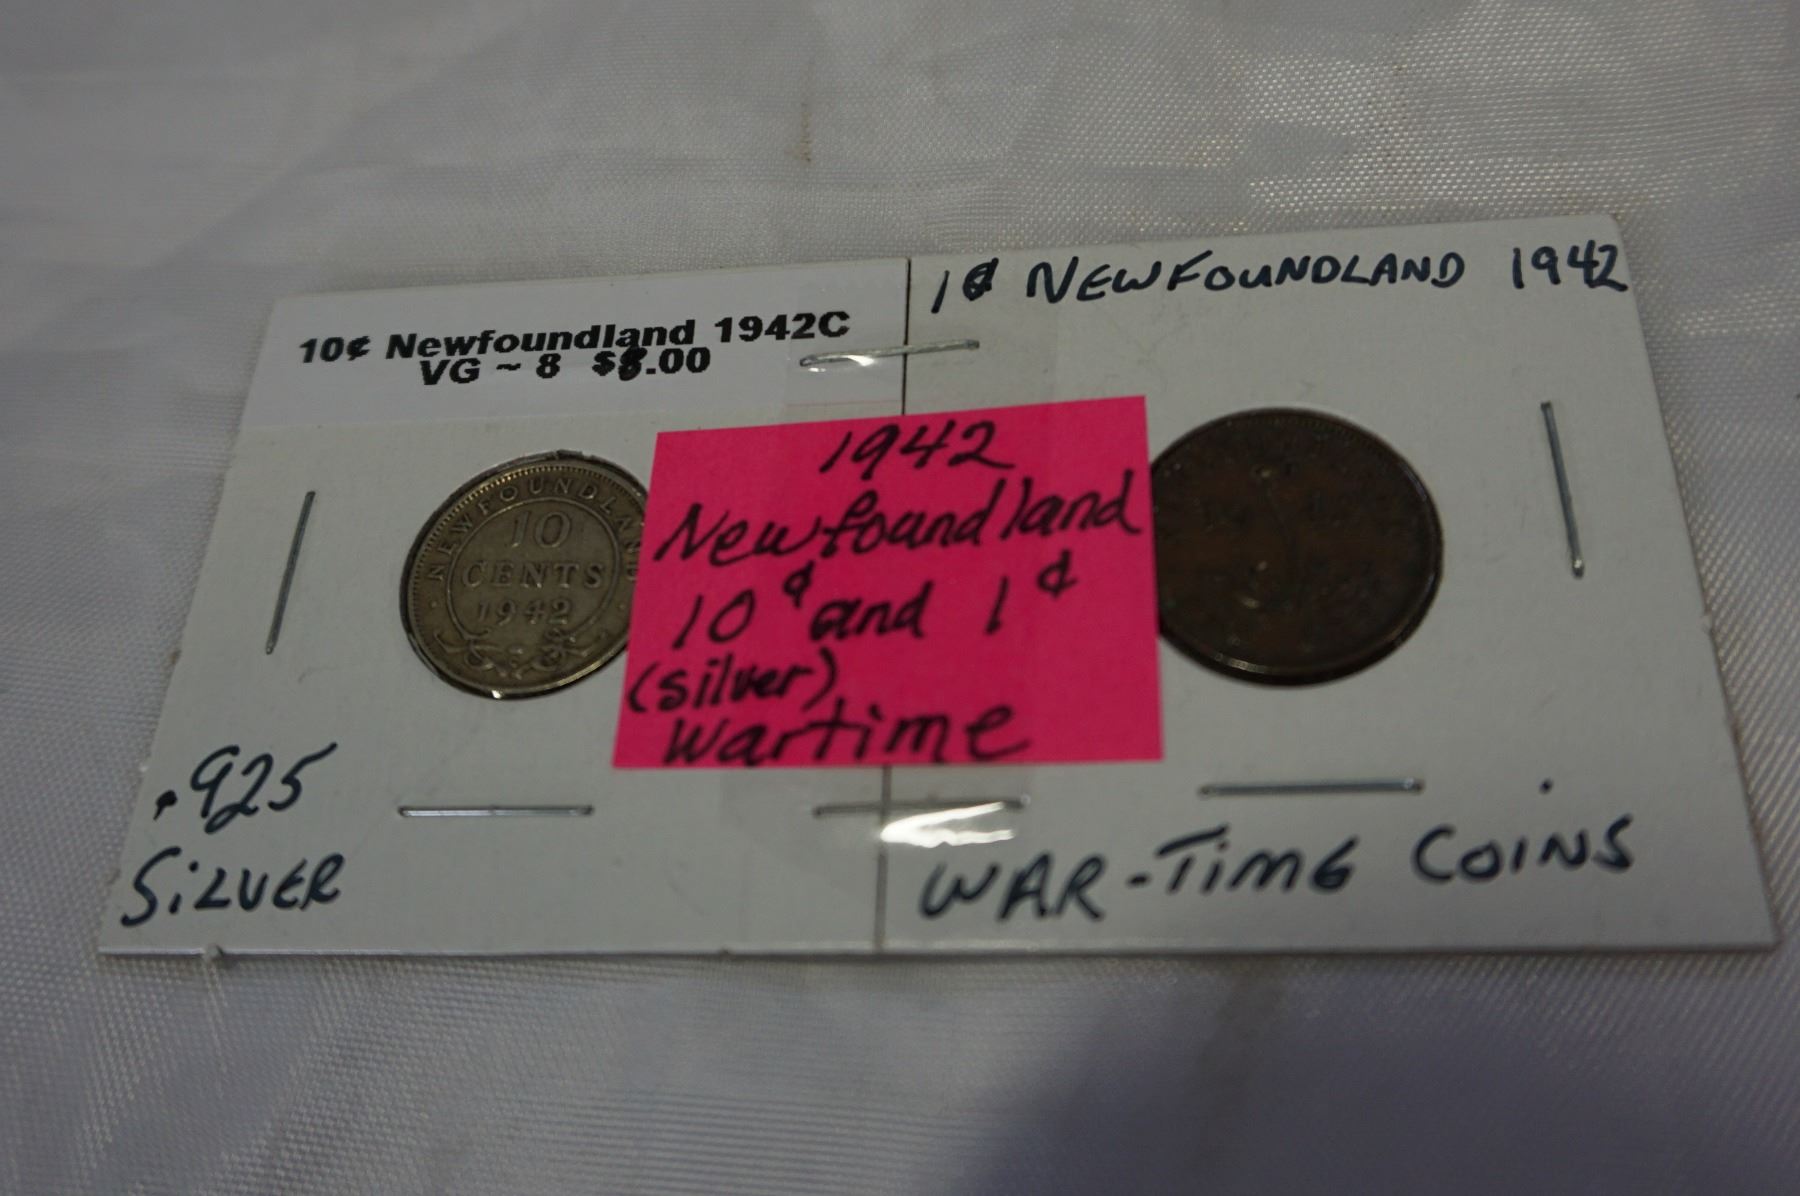 10¢ Newfoundland 1942C
VG ~ 8 $8.00
1¢ NEWFOUNDLAND 1942
NEWFOUNDLAND
10
CENTS
1942
1942
Newfoundland
10¢ and 1¢
(silver)
Wartime
.925
SiLVER
WAR-TiME COiNS